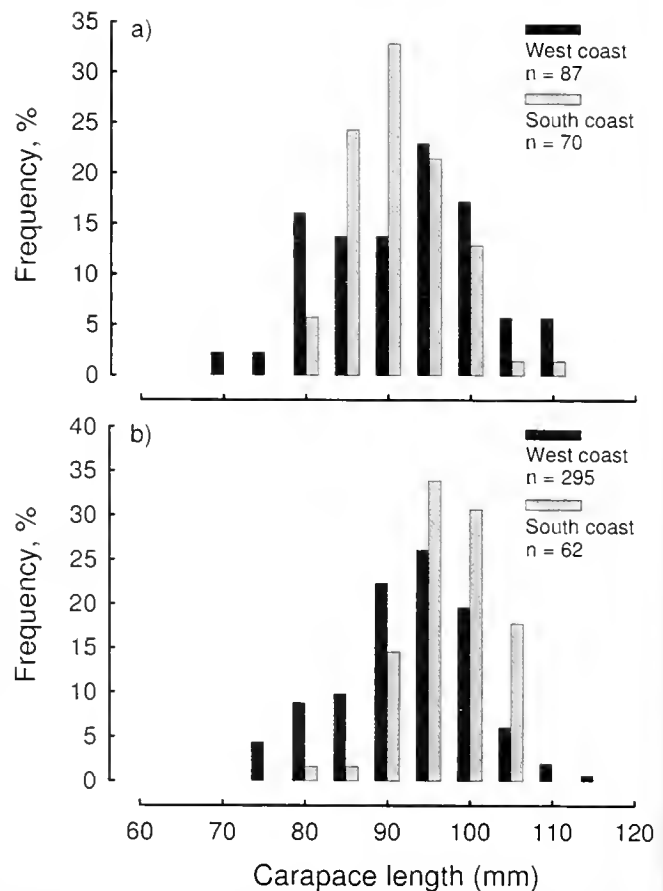 a)
35
30
25
20
15
10
5
0
Frequency, %
West coast
n = 87
South coast
n = 70
b)
40
35
30
25
20
15
10
5
0
Frequency, %
West coast
n = 295
South coast
n = 62
60 70 80 90 100 110 120
Carapace length (mm)